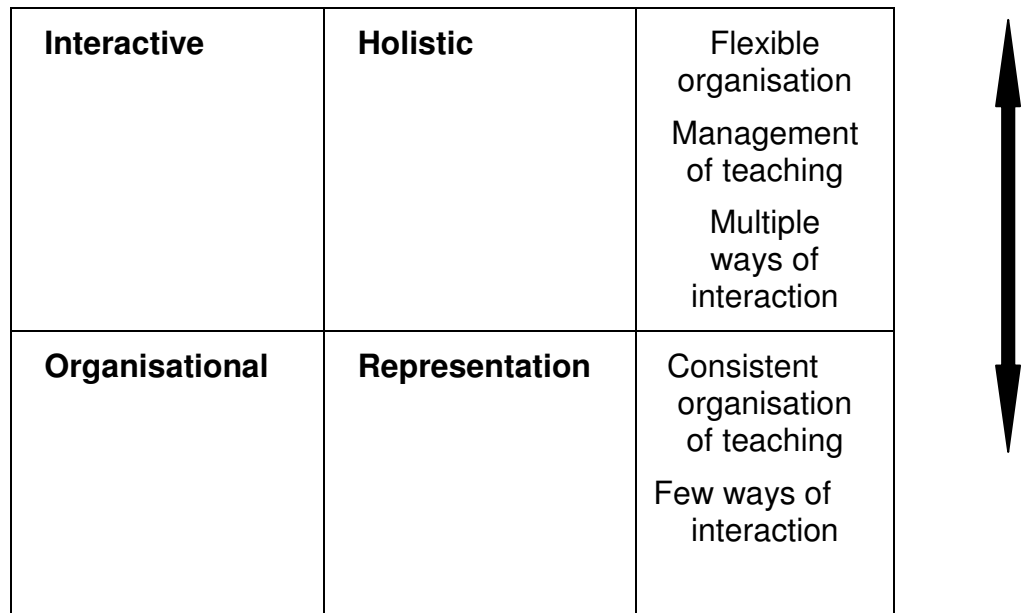 Interactive
Holistic
Flexible
organisation
Management
of teaching
Multiple
ways of
interaction
Organisational
Representation
Consistent
organisation
of teaching
Few ways of
interaction